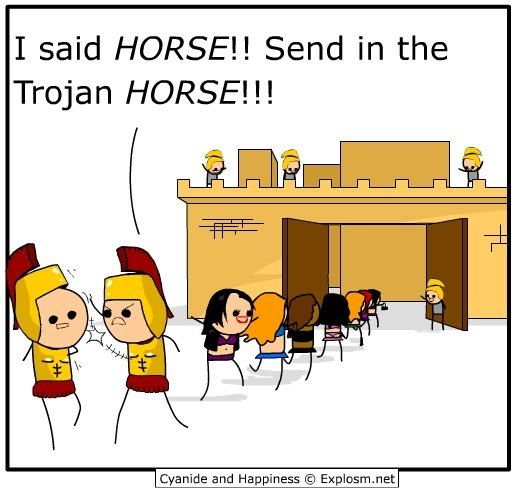 I said HORSE!! Send in the
Trojan HORSE!!!
Cyanide and Happiness © Explosm.net